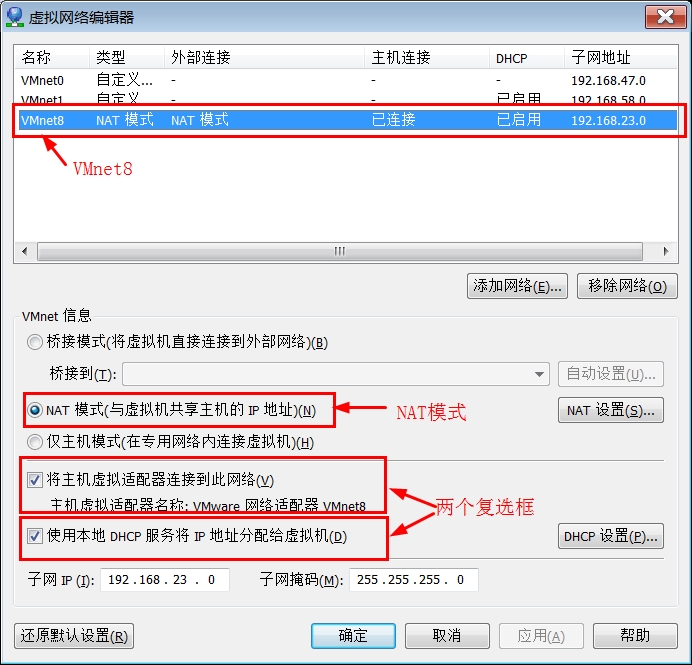 虚拟网络编辑器
名称 类型 外部连接 主机连接 DHCP 子网地址
VMnet0 自定义... - - - 192.168.47.0
VMnet1 自定义... - - 已启用 192.168.58.0
VMnet8 NAT 模式 NAT 模式 已连接 已启用 192.168.23.0
VMnet8
添加网络(E)... 移除网络(O)
VMnet 信息
桥接模式(将虚拟机直接连接到外部网络)(B)
桥接到(T): 自动设置(U)...
NAT 模式(与虚拟机共享主机的 IP 地址)(N) NAT模式 NAT 设置(S)...
仅主机模式(在专用网络内连接虚拟机)(H)
将主机虚拟适配器连接到此网络(V)
主机虚拟适配器名称: VMware 网络适配器 VMnet8
两个复选框
使用本地 DHCP 服务将 IP 地址分配给虚拟机(D) DHCP 设置(P)...
子网 IP (I): 192.168.23.0 子网掩码(M): 255.255.255.0
还原默认设置(R) 确定 取消 应用(A) 帮助